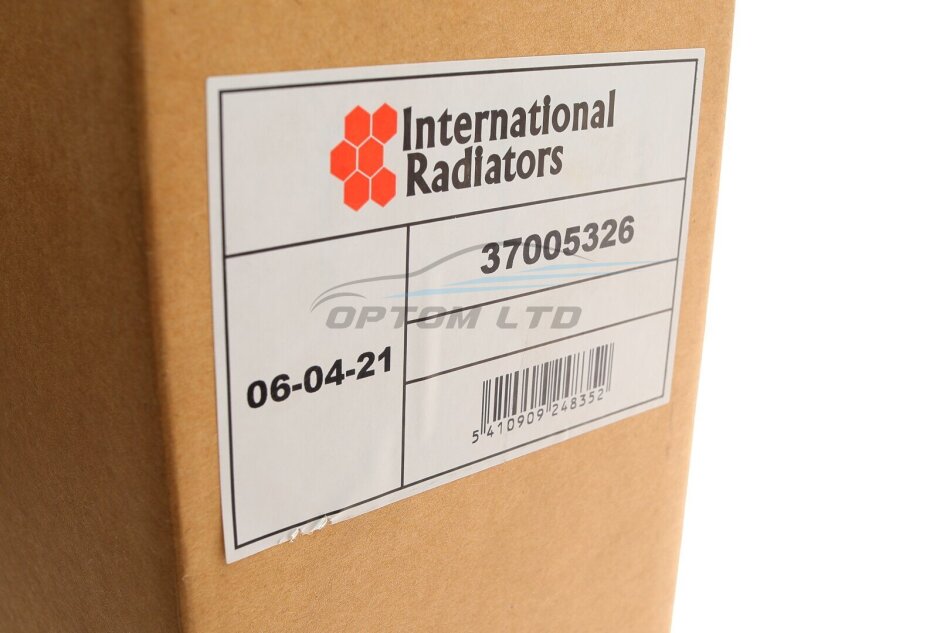 International
Radiators
37005326
OPTOM LTD
06-04-21
5 410909 248352